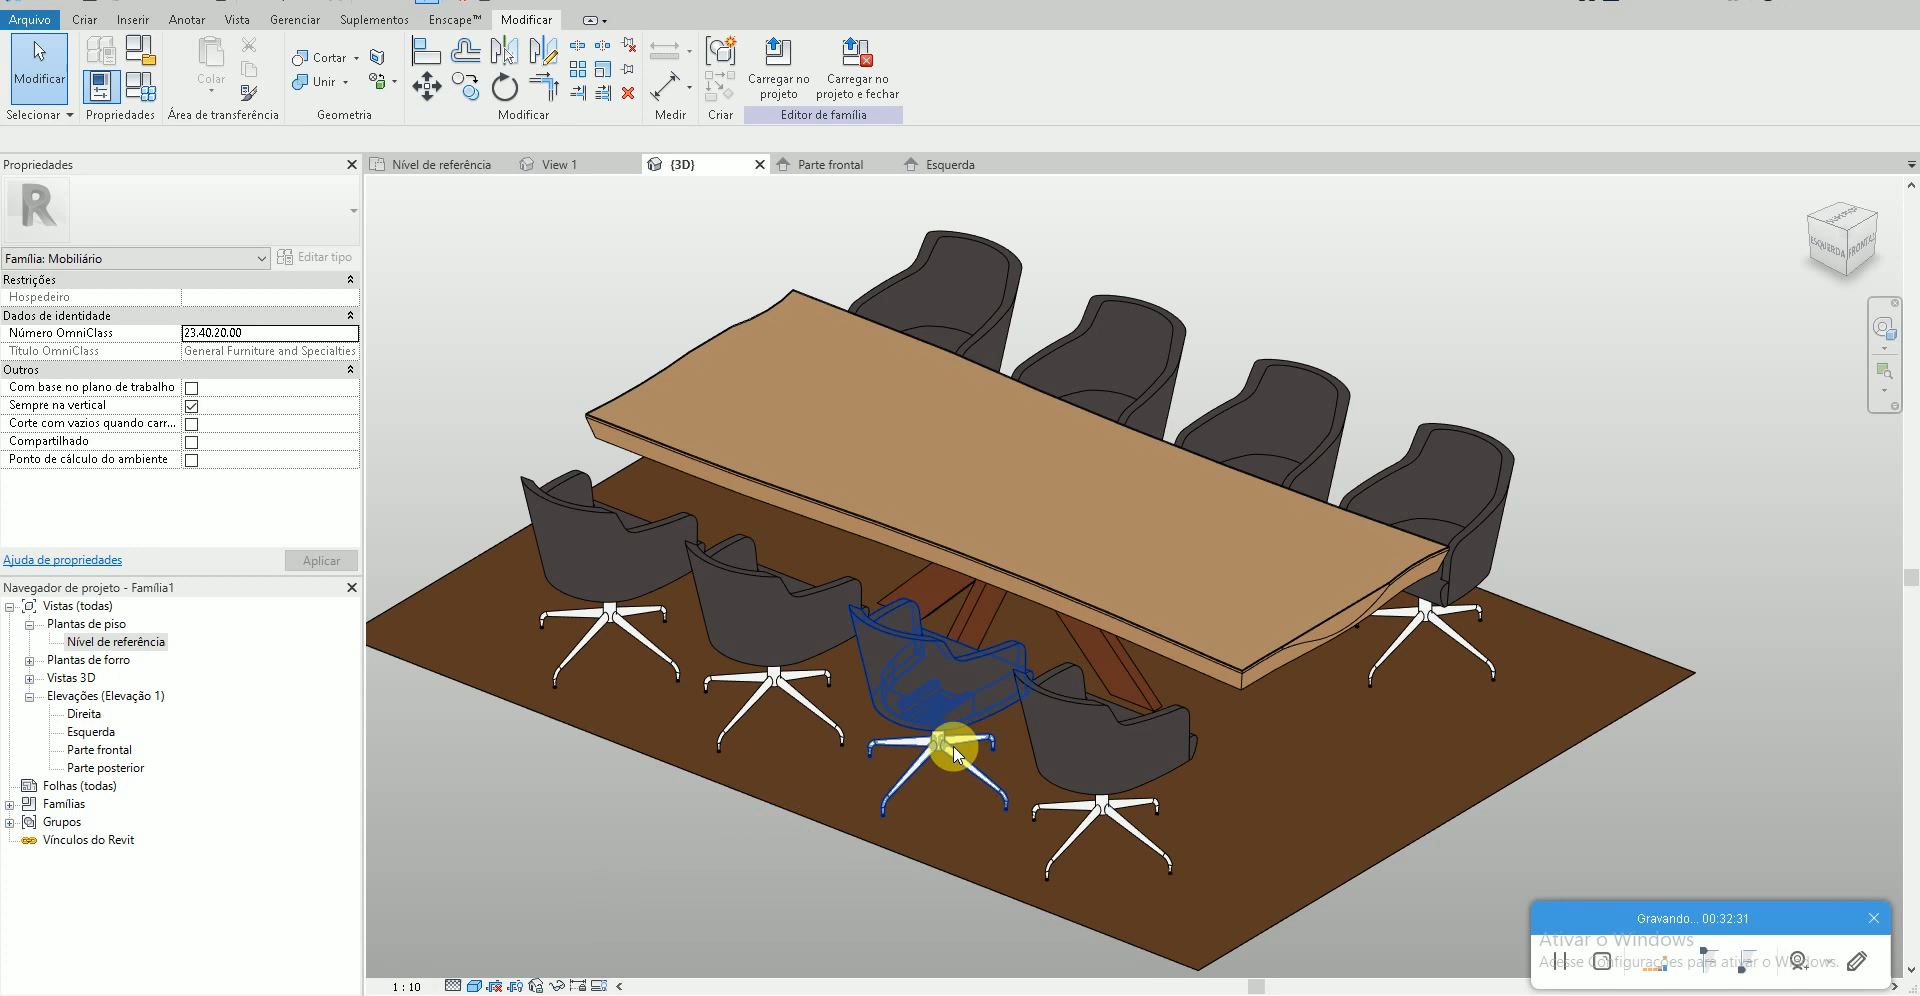 Arquivo Criar Inserir Anotar Vista Gerenciar Suplementos Enscape™ Modificar
Modificar
Colar
Cortar
Unir
Carregar no projeto
Carregar no projeto e fechar
Selecionar Propriedades Área de transferência Geometria Modificar Medir Criar Editor de família
Propriedades
Nível de referência View 1 {3D} Parte frontal Esquerda
R
Família: Mobiliário Editar tipo
Restrições
Hospedeiro
Dados de identidade
Número OmniClass 23.40.20.00
Título OmniClass General Furniture and Specialties
Outros
Com base no plano de trabalho
Sempre na vertical
Corte com vazios quando carr...
Compartilhado
Ponto de cálculo do ambiente
Ajuda de propriedades Aplicar
Navegador de projeto - Família1
Vistas (todas)
Plantas de piso
Nível de referência
Plantas de forro
Vistas 3D
Elevações (Elevação 1)
Direita
Esquerda
Parte frontal
Parte posterior
Folhas (todas)
Famílias
Grupos
Vínculos do Revit
SUPERIOR
ESQUERDA FRONTAL
Gravando... 00:32:31
Ativar o Windows
Acesse Configurações para ativar o Windows.
1 : 10